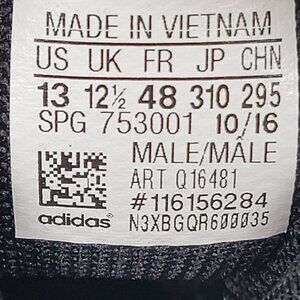 MADE IN VIETNAM
US UK FR JP CHN
13 12½ 48 310 295
SPG 753001 10/16
MALE/MÂLE
ART Q16481
#116156284
adidas N3XBGQR600035